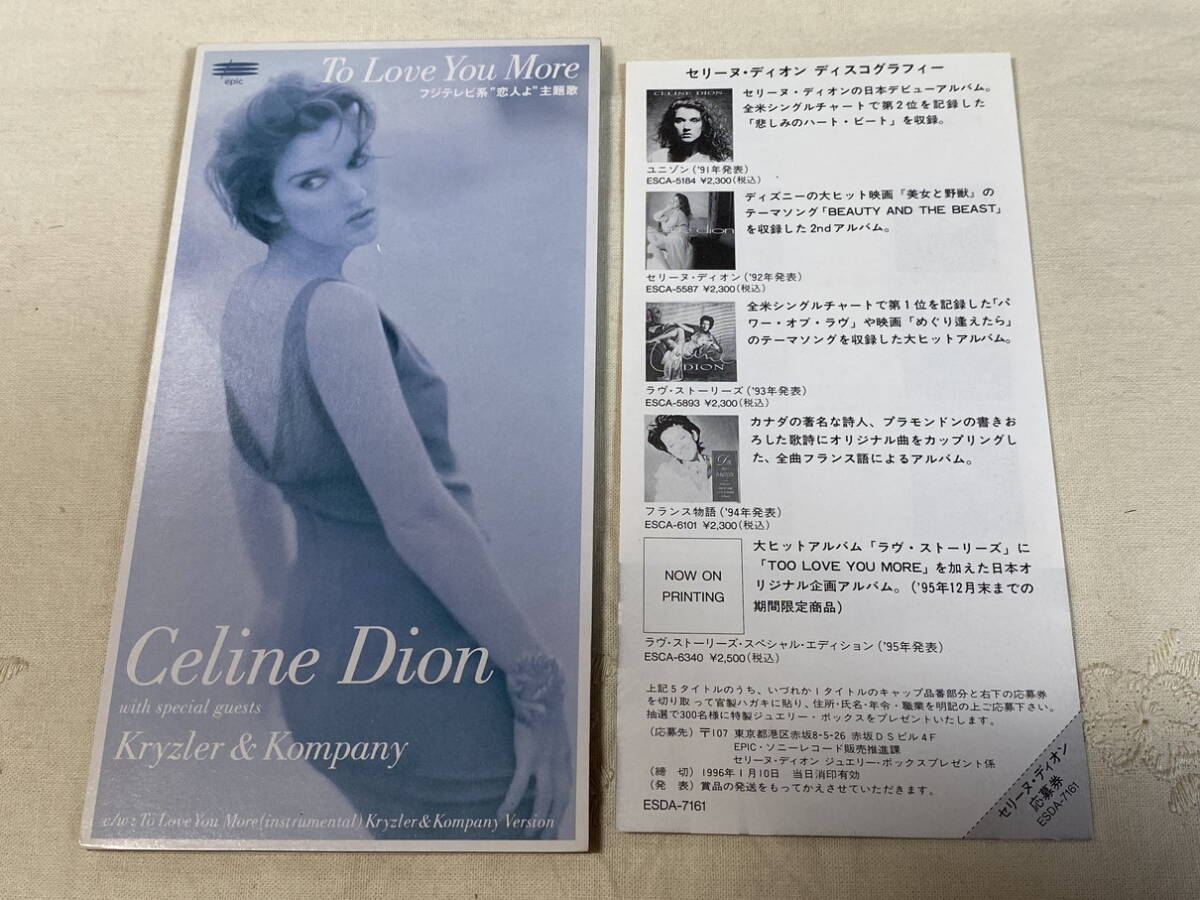 epic
To Love You More
フジテレビ系“恋人よ”主題歌
Celine Dion
with special guests
Kryzler & Kompany
c/w : To Love You More (instrumental) Kryzler & Kompany Version
セリーヌ・ディオン ディスコグラフィー
CELINE DION
セリーヌ・ディオンの日本デビューアルバム。
全米シングルチャートで第2位を記録した
「悲しみのハート・ビート」を収録。
ユニゾン('91年発表)
ESCA-5184 ¥2,300(税込)
dion
ディズニーの大ヒット映画『美女と野獣』の
テーマソング「BEAUTY AND THE BEAST」
を収録した2ndアルバム。
セリーヌ・ディオン('92年発表)
ESCA-5587 ¥2,300(税込)
Celine
DION
全米シングルチャートで第1位を記録した「パ
ワー・オブ・ラヴ」や映画「めぐり逢えたら」
のテーマソングを収録した大ヒットアルバム。
ラヴ・ストーリーズ('93年発表)
ESCA-5893 ¥2,300(税込)
カナダの著名な詩人、プラモンドンの書きお
ろした歌詩にオリジナル曲をカップリングし
た、全曲フランス語によるアルバム。
フランス物語('94年発表)
ESCA-6101 ¥2,300(税込)
NOW ON
PRINTING
大ヒットアルバム「ラヴ・ストーリーズ」に
「TOO LOVE YOU MORE」を加えた日本オ
リジナル企画アルバム。('95年12月末までの
期間限定商品)
ラヴ・ストーリーズ・スペシャル・エディション('95年発表)
ESCA-6340 ¥2,500(税込)
上記5タイトルのうち、いづれか1タイトルのキャップ品番部分と右下の応募券
を切り取って官製ハガキに貼り、住所・氏名・年令・職業を明記の上ご応募下さい。
抽選で300名様に特製ジュエリー・ボックスをプレゼントいたします。
(応募先) 〒107 東京都港区赤坂8-5-26 赤坂DSビル4F
EPIC・ソニーレコード販売推進課
セリーヌ・ディオン ジュエリー・ボックスプレゼント係
(締 切) 1996年1月10日 当日消印有効
(発 表) 賞品の発送をもってかえさせていただきます。
ESDA-7161
セリーヌ・ディオン
応募券
ESDA-7161